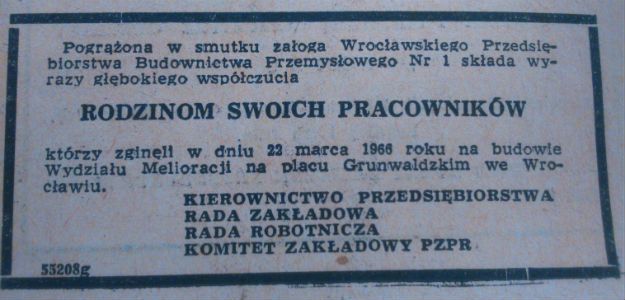 Pogrążona w smutku załoga Wrocławskiego Przedsię-
biorstwa Budownictwa Przemysłowego Nr 1 składa wy-
razy głębokiego współczucia
RODZINOM SWOICH PRACOWNIKÓW
którzy zginęli w dniu 22 marca 1966 roku na budowie
Wydziału Melioracji na placu Grunwaldzkim we Wro-
cławiu.
KIEROWNICTWO PRZEDSIĘBIORSTWA
RADA ZAKŁADOWA
RADA ROBOTNICZA
KOMITET ZAKŁADOWY PZPR
55208g